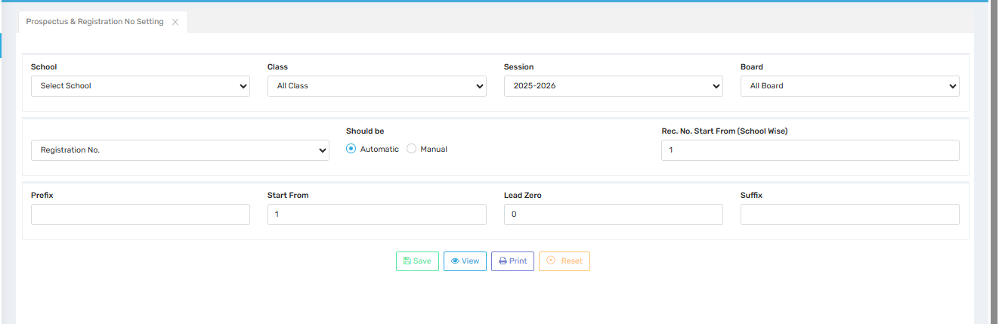 Prospectus & Registration No Setting
School Class Session Board
Select School All Class 2025-2026 All Board
Should be Rec. No. Start From (School Wise)
Registration No. Automatic Manual 1
Prefix Start From Lead Zero Suffix
1 0
Save View Print Reset